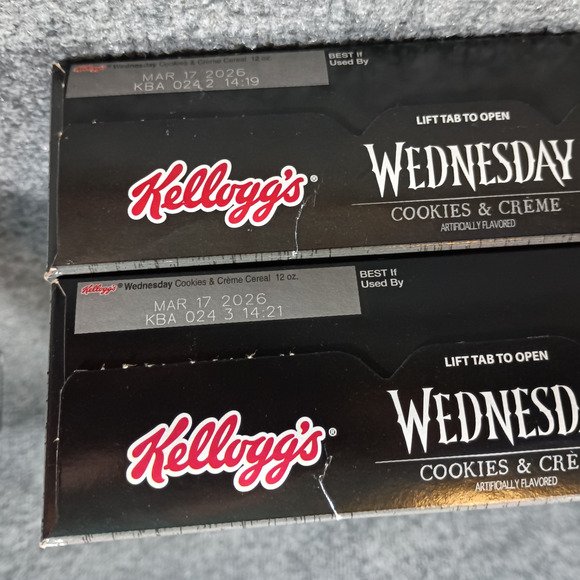 Kellogg's Wednesday Cookies & Crème Cereal 12 oz.
BEST If
Used By
MAR 17 2026
KBA 024 2 14:19
LIFT TAB TO OPEN
Kellogg's®
WEDNESDAY
COOKIES & CRÈME
ARTIFICIALLY FLAVORED
Kellogg's® Wednesday Cookies & Crème Cereal 12 oz.
BEST If
Used By
MAR 17 2026
KBA 024 3 14:21
LIFT TAB TO OPEN
Kellogg's®
WEDNESDA
COOKIES & CRÈ
ARTIFICIALLY FLAVORED